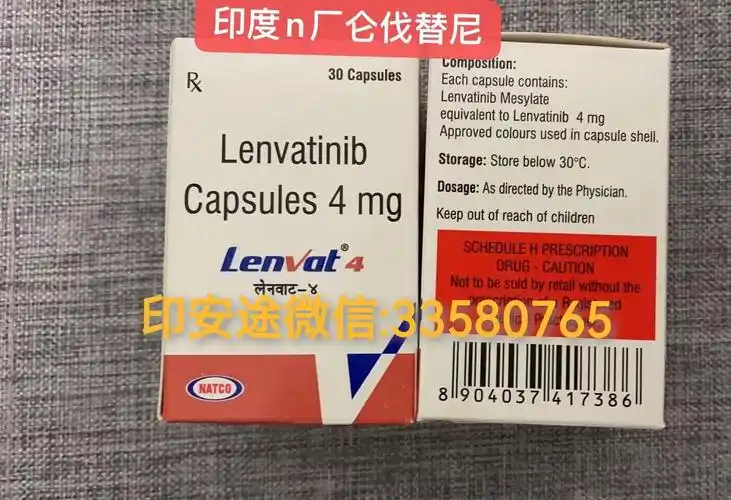 印度n厂仑伐替尼
Rx
30 Capsules
Lenvatinib
Capsules 4 mg
Lenvat® 4
लेनवाट-४
NATCO
Composition:
Each capsule contains:
Lenvatinib Mesylate
equivalent to Lenvatinib 4 mg
Approved colours used in capsule shell.
Storage: Store below 30°C.
Dosage: As directed by the Physician.
Keep out of reach of children
SCHEDULE H PRESCRIPTION
DRUG - CAUTION
Not to be sold by retail without the
印安途微信:33580765
8 904037 417386